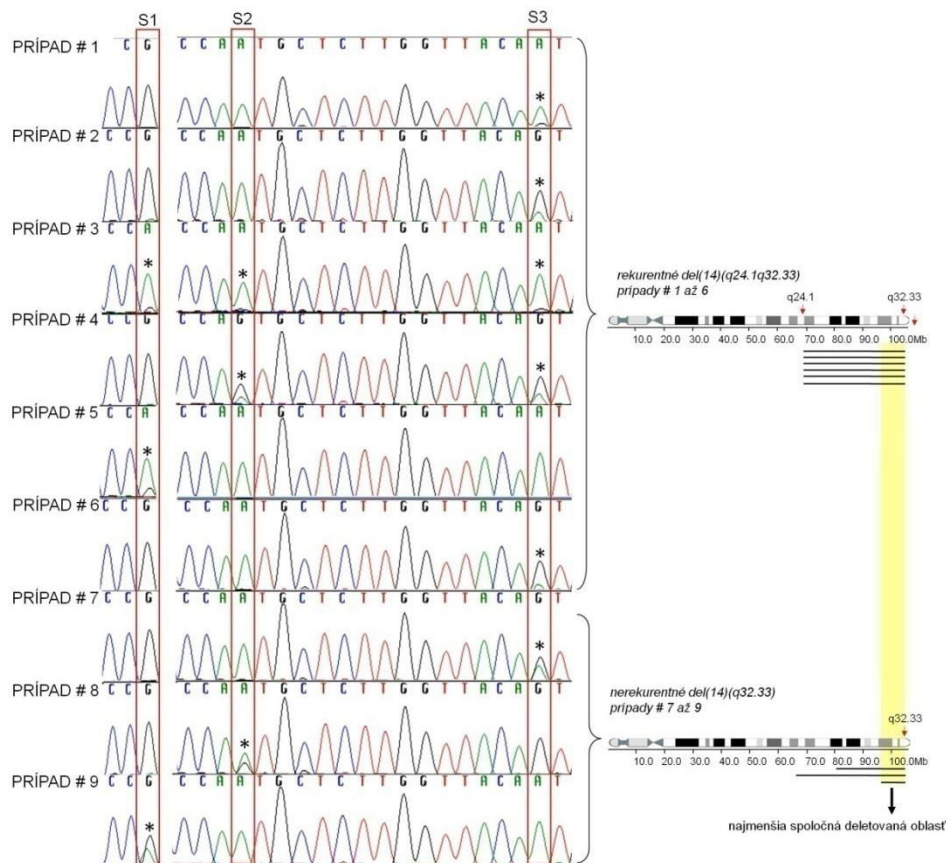 S1 S2 S3
PRÍPAD # 1 C G C C A A T G C T C T T G G T T A C A A T
*
PRÍPAD # 2 C C G C C A A T G C T C T T G G T T A C A G T
*
PRÍPAD # 3 C C A C C A A T G C T C T T G G T T A C A A T
* * *
PRÍPAD # 4 C C G C C A G T G C T C T T G G T T A C A G T
* *
PRÍPAD # 5 C C A C C A A T G C T C T T G G T T A C A A T
*
PRÍPAD # 6 C C G C C A A T G C T C T T G G T T A C A G T
*
PRÍPAD # 7 C C G C C A A T G C T C T T G G T T A C A G T
*
PRÍPAD # 8 C C G C C A A T G C T C T T G G T T A C A G T
*
PRÍPAD # 9 C C G C C A A T G C T C T T G G T T A C A A T
*
rekurentné del(14)(q24.1q32.33)
prípady # 1 až 6
q24.1 q32.33
10.0 20.0 30.0 40.0 50.0 60.0 70.0 80.0 90.0 100.0Mb
nerekurentné del(14)(q32.33)
prípady # 7 až 9
q32.33
10.0 20.0 30.0 40.0 50.0 60.0 70.0 80.0 90.0 100.0Mb
najmenšia spoločná deletovaná oblasť